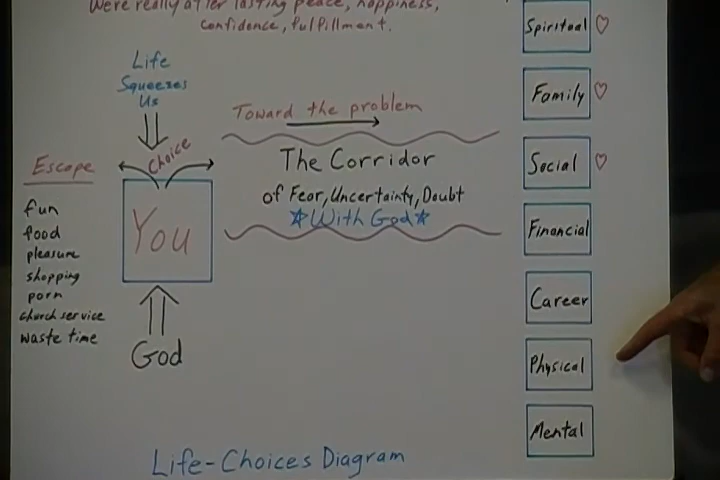 We're really after lasting peace, happiness,
confidence, fulfillment.
Life
Squeezes
Us
Choice
Escape
fun
food
pleasure
shopping
porn
church service
waste time
You
God
Toward the problem
The Corridor
of Fear, Uncertainty, Doubt
With God
Spiritual
Family
Social
Financial
Career
Physical
Mental
Life-Choices Diagram